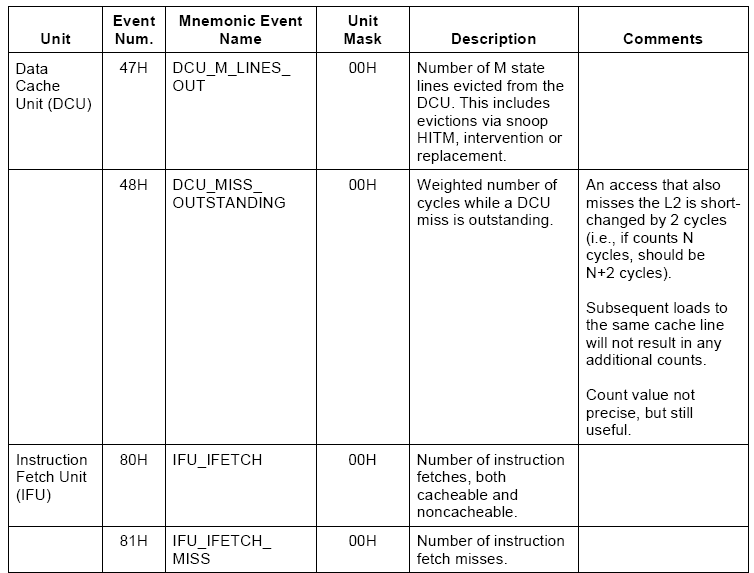 Unit
Event
Num.
Mnemonic Event
Name
Unit
Mask
Description
Comments
Data
Cache
Unit (DCU)
47H
DCU_M_LINES_
OUT
00H
Number of M state
lines evicted from the
DCU. This includes
evictions via snoop
HITM, intervention or
replacement.
48H
DCU_MISS_
OUTSTANDING
00H
Weighted number of
cycles while a DCU
miss is outstanding.
An access that also
misses the L2 is short-
changed by 2 cycles
(i.e., if counts N
cycles, should be
N+2 cycles).
Subsequent loads to
the same cache line
will not result in any
additional counts.
Count value not
precise, but still
useful.
Instruction
Fetch Unit
(IFU)
80H
IFU_IFETCH
00H
Number of instruction
fetches, both
cacheable and
noncacheable.
81H
IFU_IFETCH_
MISS
00H
Number of instruction
fetch misses.